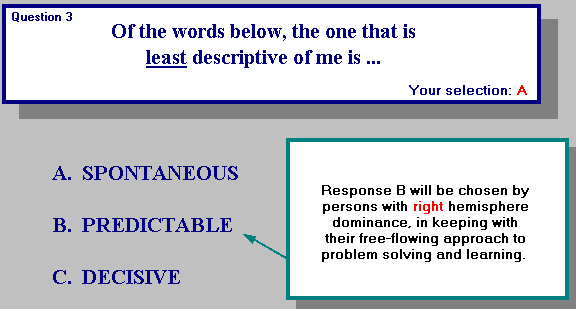 Question 3
Of the words below, the one that is
least descriptive of me is ...
Your selection: A
A. SPONTANEOUS
B. PREDICTABLE
C. DECISIVE
Response B will be chosen by
persons with right hemisphere
dominance, in keeping with
their free-flowing approach to
problem solving and learning.